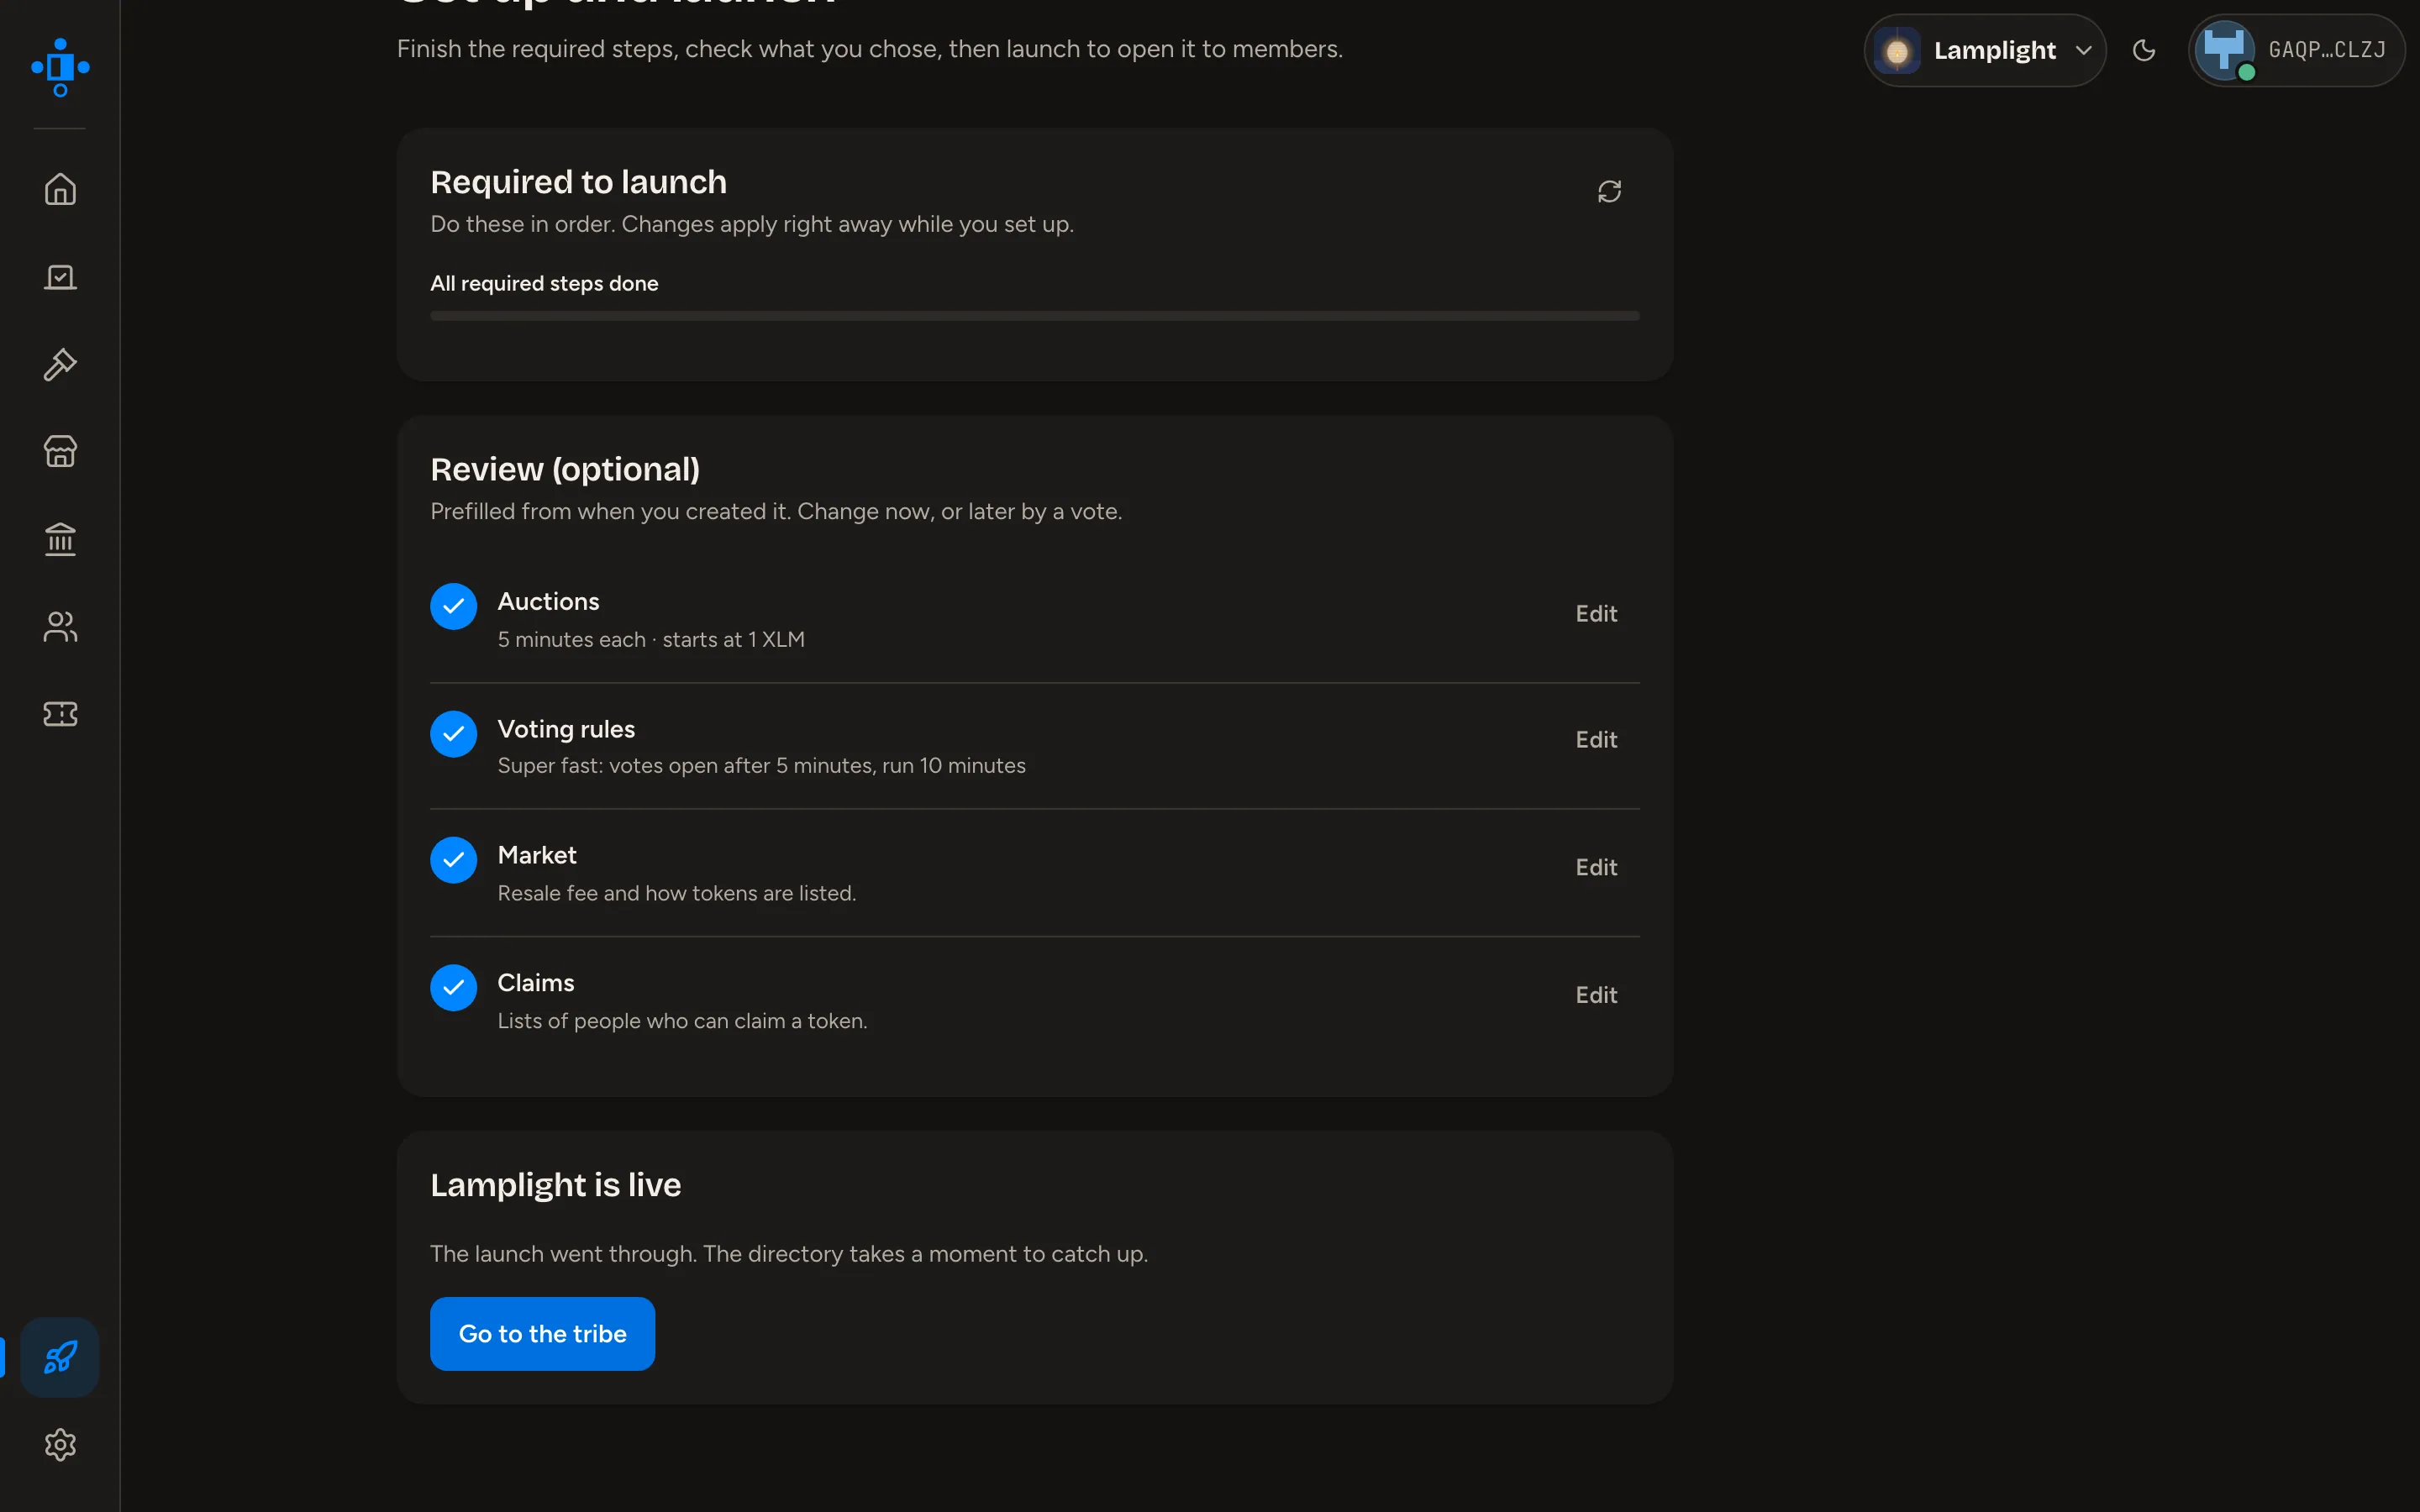 Set up and launch
Finish the required steps, check what you chose, then launch to open it to members.
Lamplight
GAQP…CLZJ
Required to launch
Do these in order. Changes apply right away while you set up.
All required steps done
Review (optional)
Prefilled from when you created it. Change now, or later by a vote.
Auctions
5 minutes each · starts at 1 XLM
Edit
Voting rules
Super fast: votes open after 5 minutes, run 10 minutes
Edit
Market
Resale fee and how tokens are listed.
Edit
Claims
Lists of people who can claim a token.
Edit
Lamplight is live
The launch went through. The directory takes a moment to catch up.
Go to the tribe